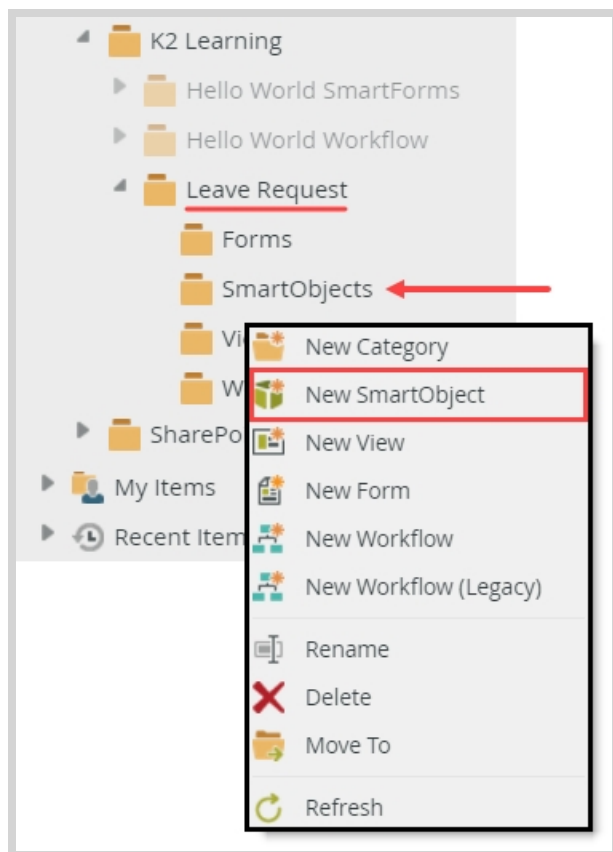 K2 Learning
Hello World SmartForms
Hello World Workflow
Leave Request
Forms
SmartObjects
New Category
New SmartObject
New View
New Form
New Workflow
New Workflow (Legacy)
Rename
Delete
Move To
Refresh
My Items
Recent